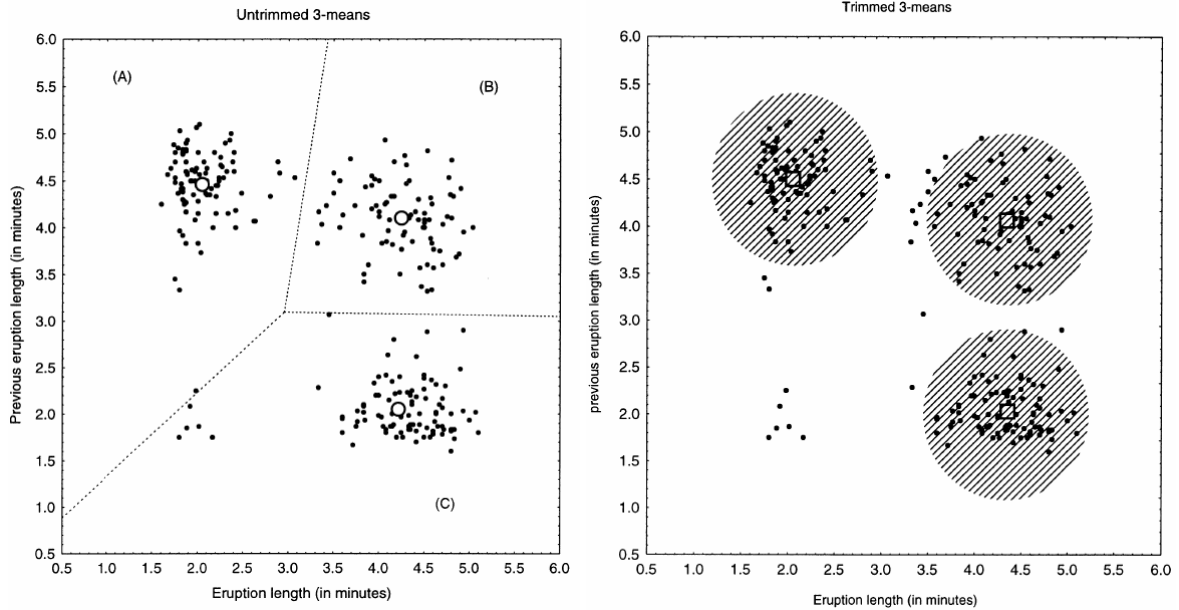 Untrimmed 3-means
Previous eruption length (in minutes)
6.0
5.5
5.0
4.5
4.0
3.5
3.0
2.5
2.0
1.5
1.0
0.5
(A)
(B)
(C)
0.5 1.0 1.5 2.0 2.5 3.0 3.5 4.0 4.5 5.0 5.5 6.0
Eruption length (in minutes)
Trimmed 3-means
previous eruption length (in minutes)
6.0
5.5
5.0
4.5
4.0
3.5
3.0
2.5
2.0
1.5
1.0
0.5
0.5 1.0 1.5 2.0 2.5 3.0 3.5 4.0 4.5 5.0 5.5 6.0
Eruption length (in minutes)